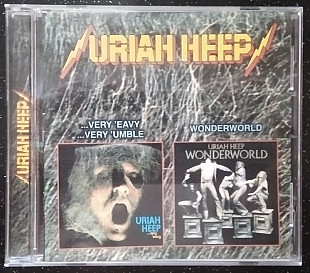 URIAH HEEP
...VERY 'EAVY
...VERY 'UMBLE
WONDERWORLD
URIAH HEEP
URIAH
HEEP
URIAH HEEP
WONDERWORLD